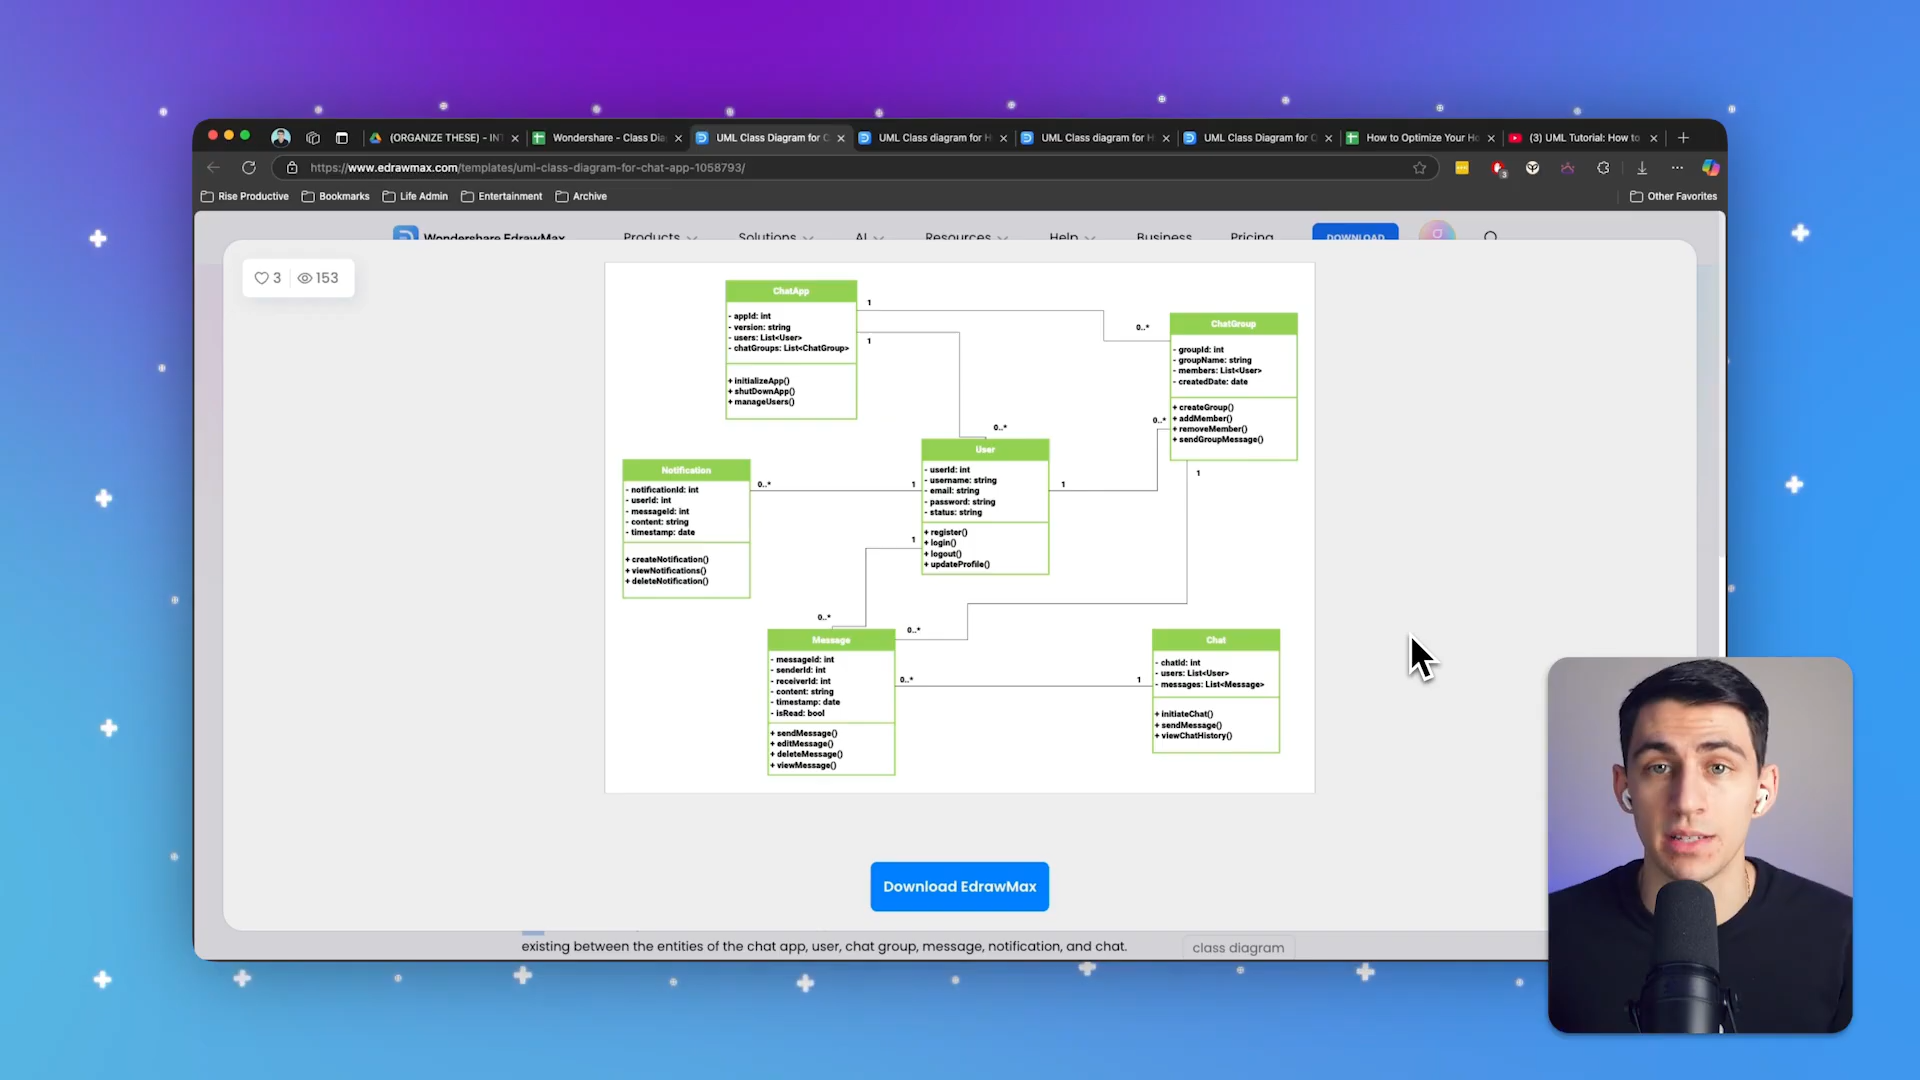 (ORGANIZE THESE) - IN
Wondershare - Class Dia
UML Class Diagram for C
UML Class diagram for H
UML Class diagram for H
UML Class Diagram for C
How to Optimize Your Ho
(3) UML Tutorial: How to
https://www.edrawmax.com/templates/uml-class-diagram-for-chat-app-1058793/
3
Rise Productive
Bookmarks
Life Admin
Entertainment
Archive
Other Favorites
Wondershare EdrawMax
Products
Solutions
AI
Resources
Help
Business
Pricing
DOWNLOAD
3
153
ChatApp
- appId: int
- version: string
- users: List<User>
- chatGroups: List<ChatGroup>
+ initializeApp()
+ shutDownApp()
+ manageUsers()
1
1
0..*
0..*
ChatGroup
- groupId: int
- groupName: string
- members: List<User>
- createdDate: date
+ createGroup()
+ addMember()
+ removeMember()
+ sendGroupMessage()
0..*
1
User
- userId: int
- username: string
- email: string
- password: string
- status: string
+ register()
+ login()
+ logout()
+ updateProfile()
1
1
1
Notification
- notificationId: int
- userId: int
- messageId: int
- content: string
- timestamp: date
+ createNotification()
+ viewNotifications()
+ deleteNotification()
0..*
0..*
0..*
Message
- messageId: int
- senderId: int
- receiverId: int
- content: string
- timestamp: date
- isRead: bool
+ sendMessage()
+ editMessage()
+ deleteMessage()
+ viewMessage()
0..*
1
Chat
- chatId: int
- users: List<User>
- messages: List<Message>
+ initiateChat()
+ sendMessage()
+ viewChatHistory()
Download EdrawMax
existing between the entities of the chat app, user, chat group, message, notification, and chat.
class diagram